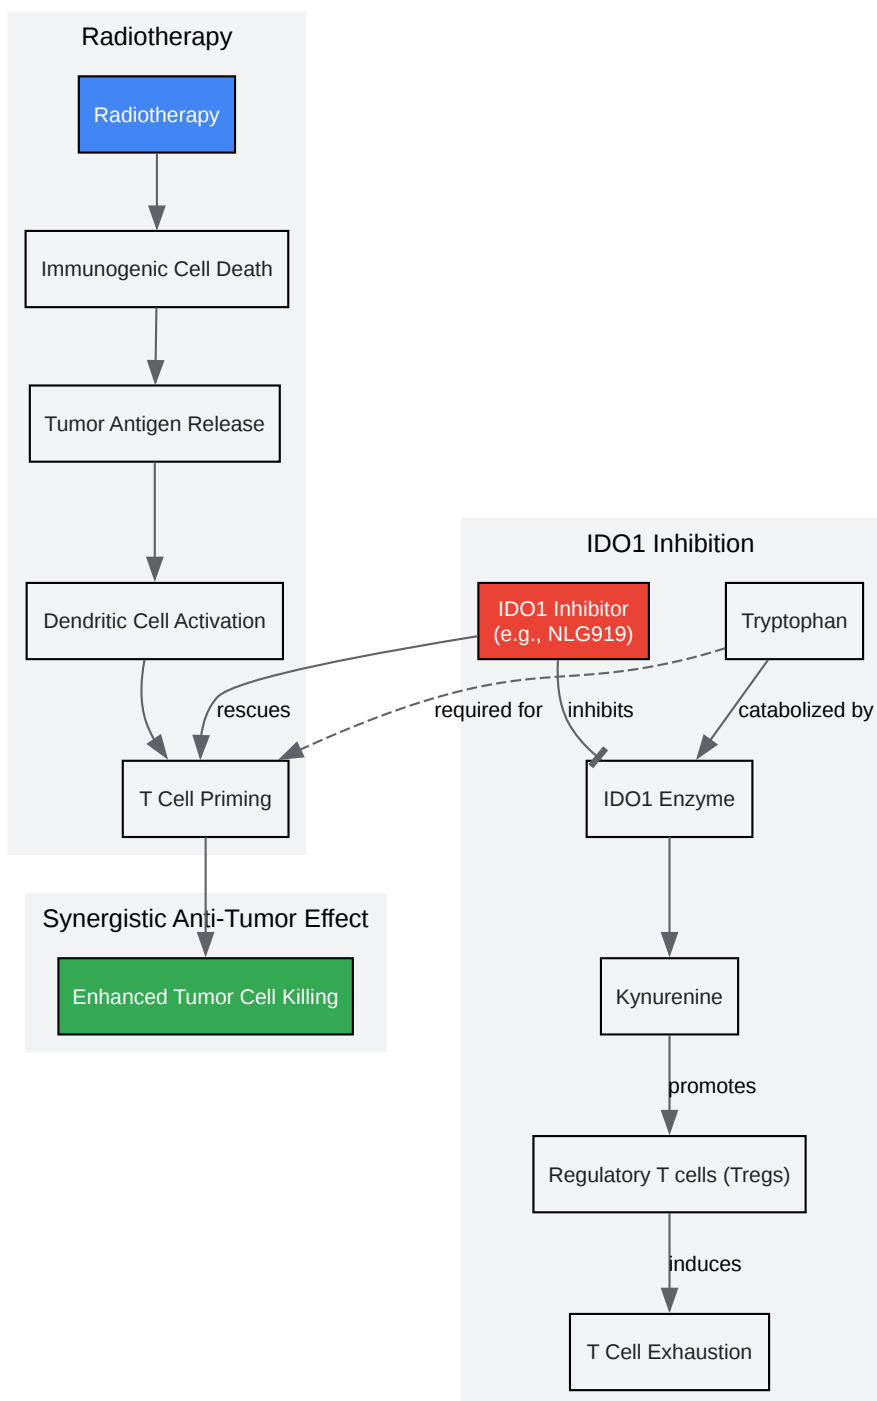 Radiotherapy
Radiotherapy
Immunogenic Cell Death
Tumor Antigen Release
IDO1 Inhibition
Dendritic Cell Activation
IDO1 Inhibitor
(e.g., NLG919)
Tryptophan
rescues
required for
inhibits
catabolized by
T Cell Priming
IDO1 Enzyme
Synergistic Anti-Tumor Effect
Enhanced Tumor Cell Killing
Kynurenine
promotes
Regulatory T cells (Tregs)
induces
T Cell Exhaustion